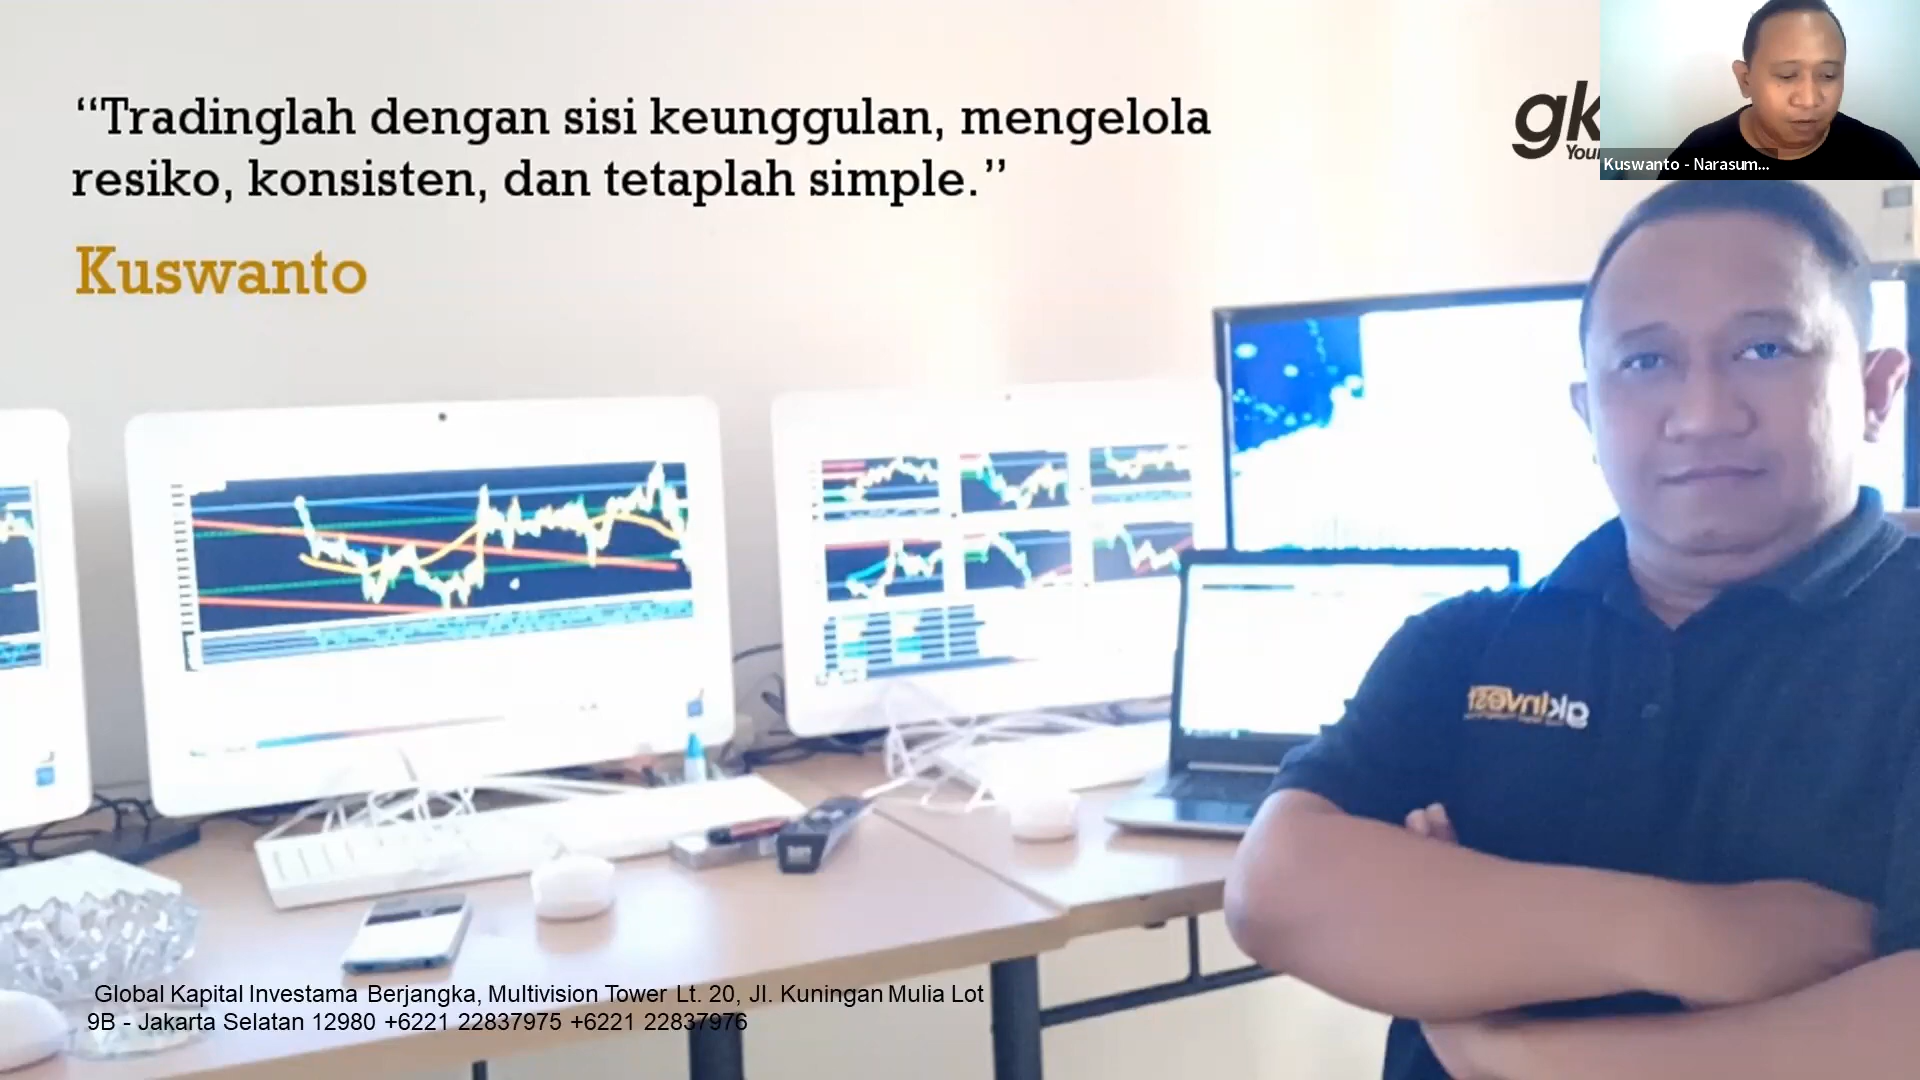 “Tradinglah dengan sisi keunggulan, mengelola
resiko, konsisten, dan tetaplah simple.”
Kuswanto
gk
Your
Kuswanto - Narasum...
gkInvest
Global Kapital Investama Berjangka, Multivision Tower Lt. 20, Jl. Kuningan Mulia Lot
9B - Jakarta Selatan 12980 +6221 22837975 +6221 22837976